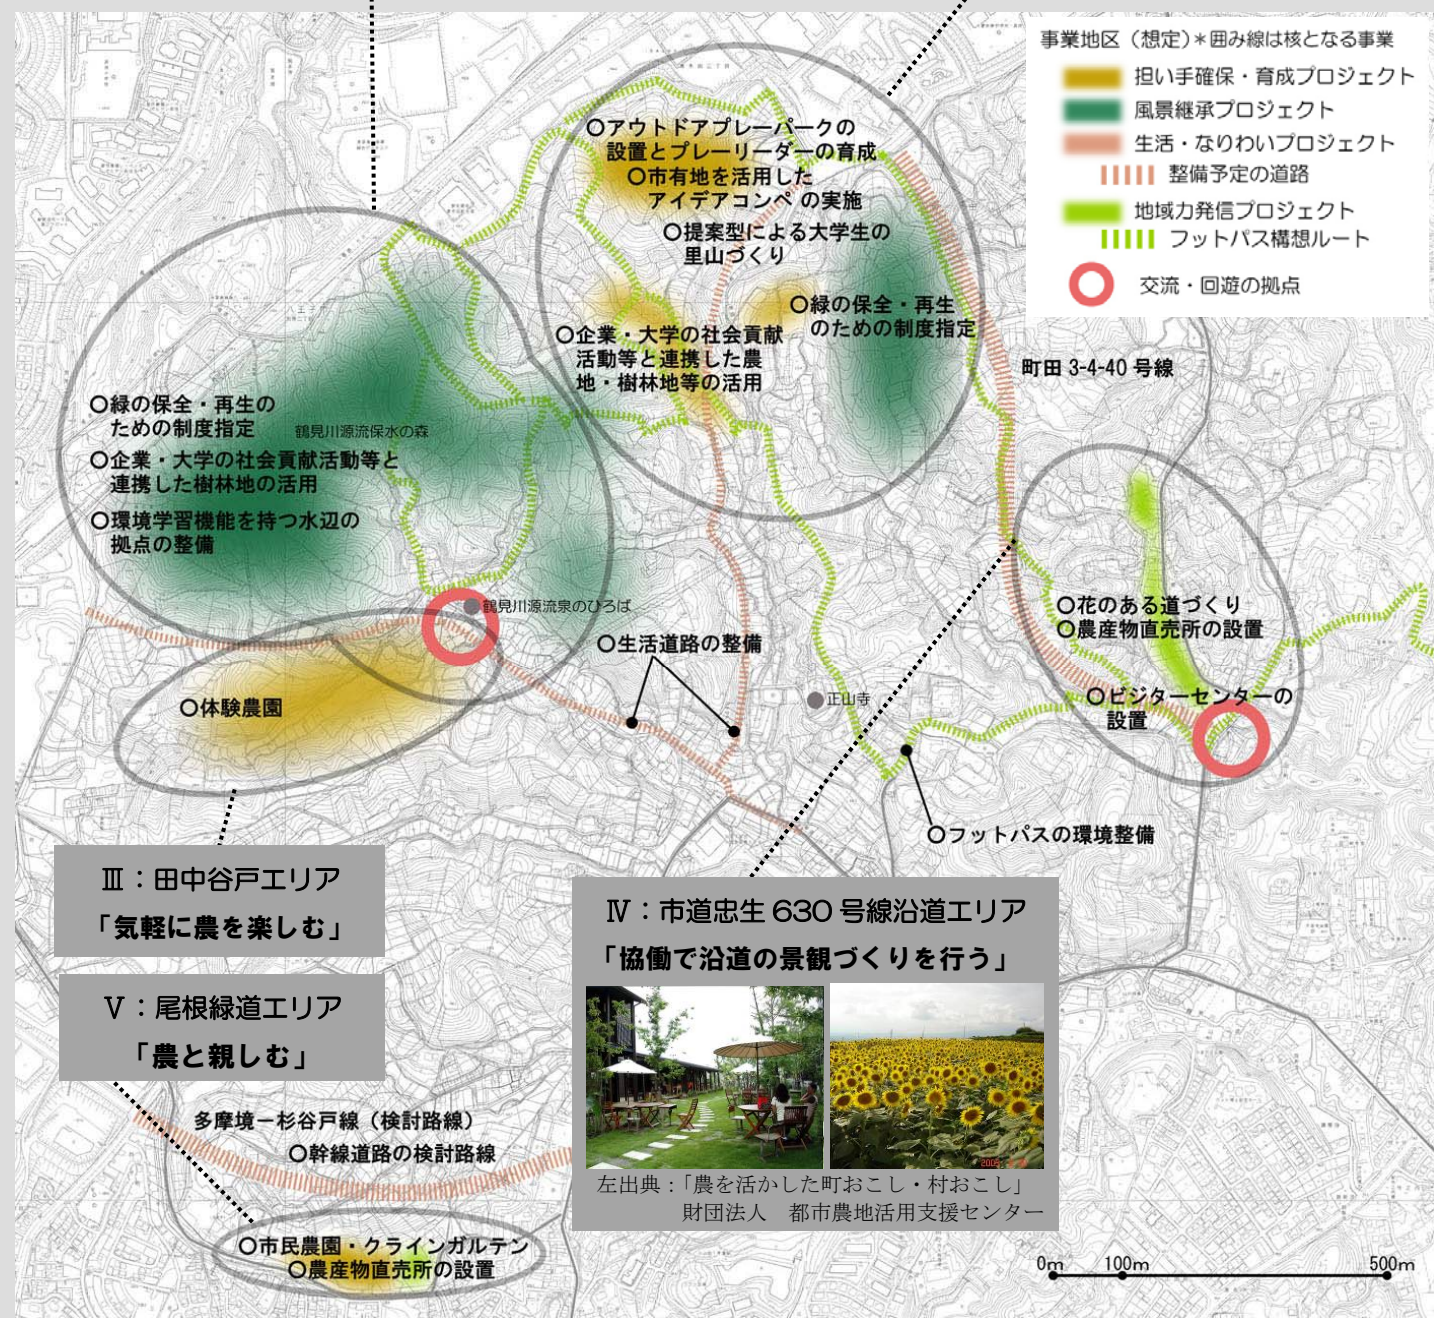 事業地区（想定）＊囲み線は核となる事業
担い手確保・育成プロジェクト
風景継承プロジェクト
生活・なりわいプロジェクト
整備予定の道路
地域力発信プロジェクト
フットパス構想ルート
交流・回遊の拠点
〇アウトドアプレーパークの
設置とプレーリーダーの育成
〇市有地を活用した
アイデアコンペの実施
〇提案型による大学生の
里山づくり
〇緑の保全・再生
のための制度指定
〇企業・大学の社会貢献
活動等と連携した農
地・樹林地等の活用
町田 3-4-40 号線
〇緑の保全・再生の
ための制度指定
鶴見川源流保水の森
〇企業・大学の社会貢献活動等と
連携した樹林地の活用
〇環境学習機能を持つ水辺の
拠点の整備
鶴見川源流泉のひろば
〇生活道路の整備
〇花のある道づくり
〇農産物直売所の設置
〇体験農園
正山寺
〇ビジターセンターの
設置
〇フットパスの環境整備
Ⅲ：田中谷戸エリア
「気軽に農を楽しむ」
Ⅳ：市道忠生 630 号線沿道エリア
「協働で沿道の景観づくりを行う」
Ⅴ：尾根緑道エリア
「農と親しむ」
多摩境－杉谷戸線（検討路線）
〇幹線道路の検討路線
左出典：「農を活かした町おこし・村おこし」
財団法人　都市農地活用支援センター
〇市民農園・クラインガルテン
〇農産物直売所の設置
0m 100m 500m